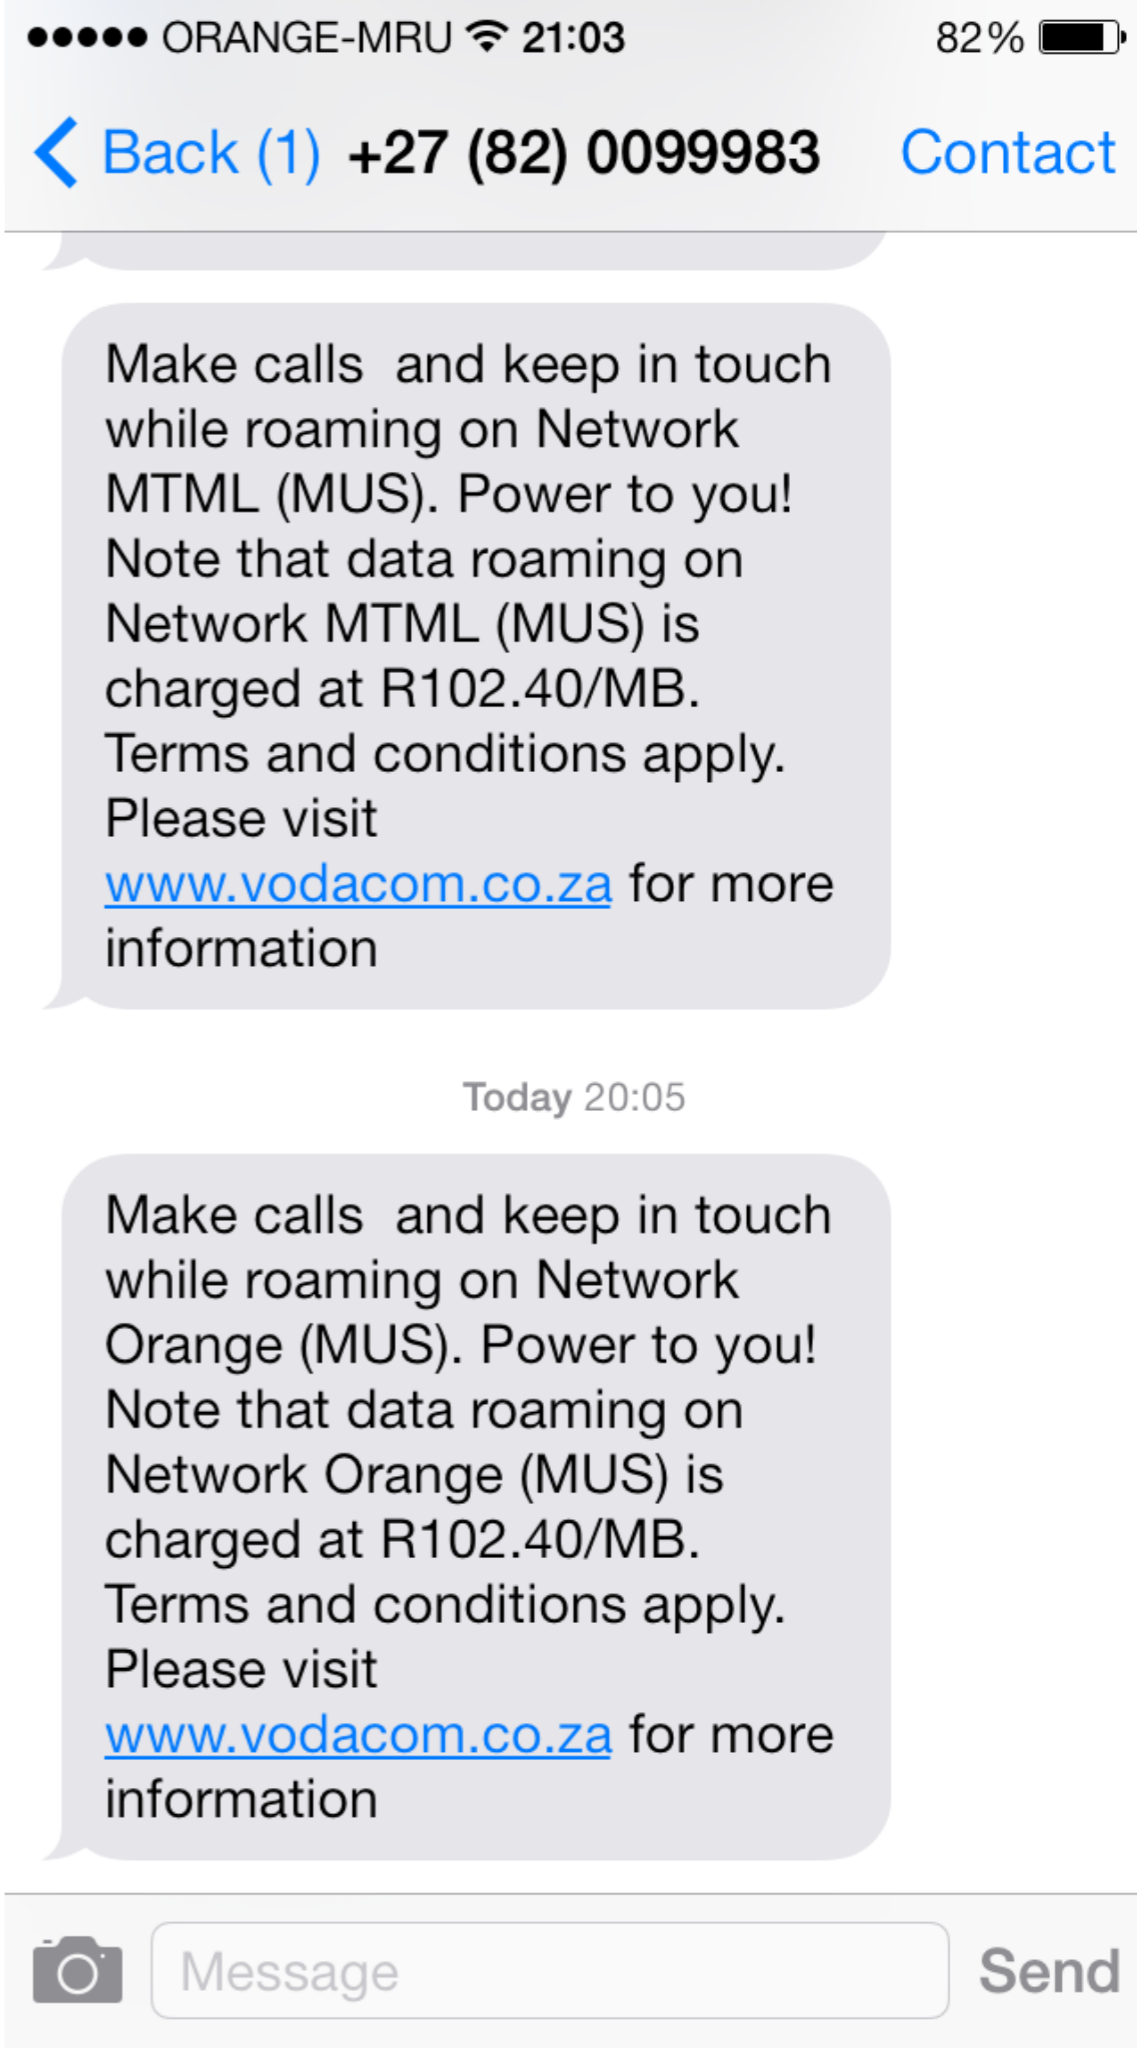 ●●●●● ORANGE-MRU 21:03 82%
Back (1) +27 (82) 0099983 Contact
Make calls  and keep in touch
while roaming on Network
MTML (MUS). Power to you!
Note that data roaming on
Network MTML (MUS) is
charged at R102.40/MB.
Terms and conditions apply.
Please visit
www.vodacom.co.za for more
information
Today 20:05
Make calls  and keep in touch
while roaming on Network
Orange (MUS). Power to you!
Note that data roaming on
Network Orange (MUS) is
charged at R102.40/MB.
Terms and conditions apply.
Please visit
www.vodacom.co.za for more
information
Message Send